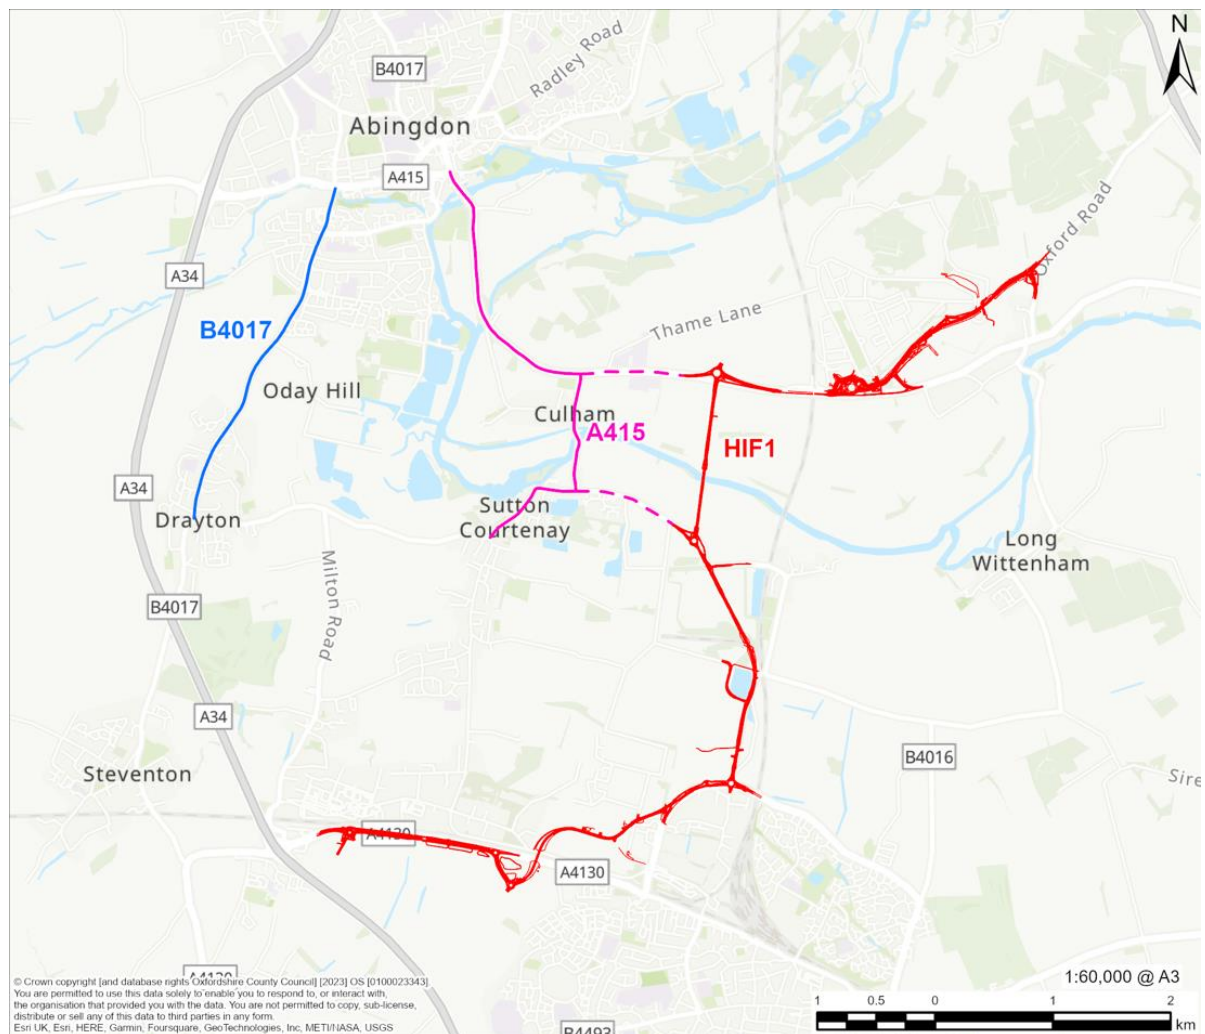 N
B4017
Radley Road
Abingdon
A415
Oxford Road
A34
B4017
Thame Lane
Oday Hill
Culham
A415
HIF1
A34
Sutton
Courtenay
Drayton
Long
Wittenham
Milton Road
B4017
A34
B4016
Steventon
Sire
A4130
A4130
A4130
1:60,000 @ A3
© Crown copyright [and database rights Oxfordshire County Council] [2023] OS [0100023343]
You are permitted to use this data solely to enable you to respond to, or interact with,
the organisation that provided you with the data. You are not permitted to copy, sub-license,
distribute or sell any of this data to third parties in any form.
Esri UK, Esri, HERE, Garmin, Foursquare, GeoTechnologies, Inc, METI/NASA, USGS
B4493
1 0.5 0 1 2
km